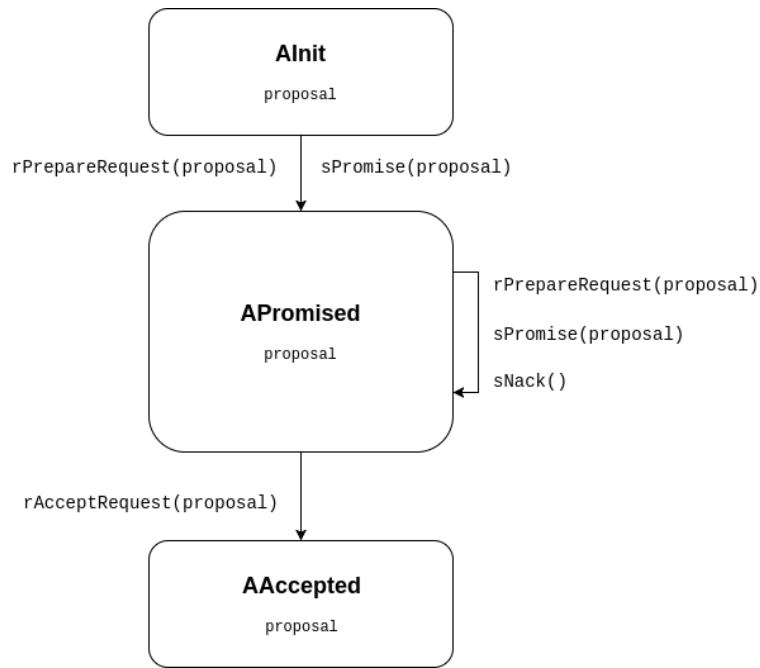 AInit
proposal
rPrepareRequest(proposal)
sPromise(proposal)
APromised
proposal
rPrepareRequest(proposal)
sPromise(proposal)
sNack()
rAcceptRequest(proposal)
AAccepted
proposal